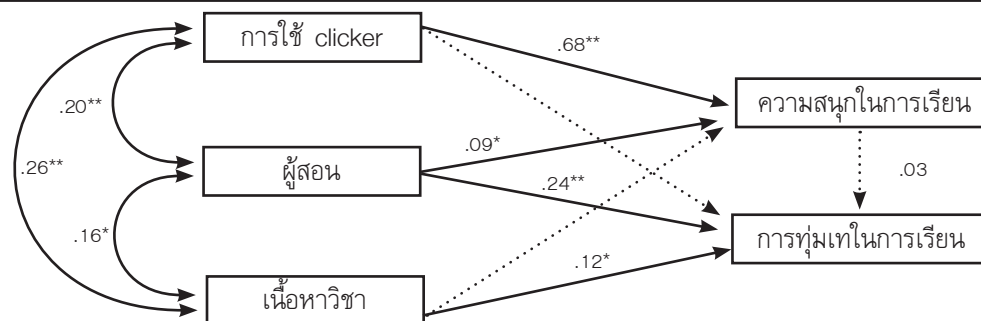 การใช้ clicker
.68**
ความสนุกในการเรียน
.20**
.09*
.26**
ผู้สอน
.03
.24**
.16*
การทุ่มเทในการเรียน
.12*
เนื้อหาวิชา